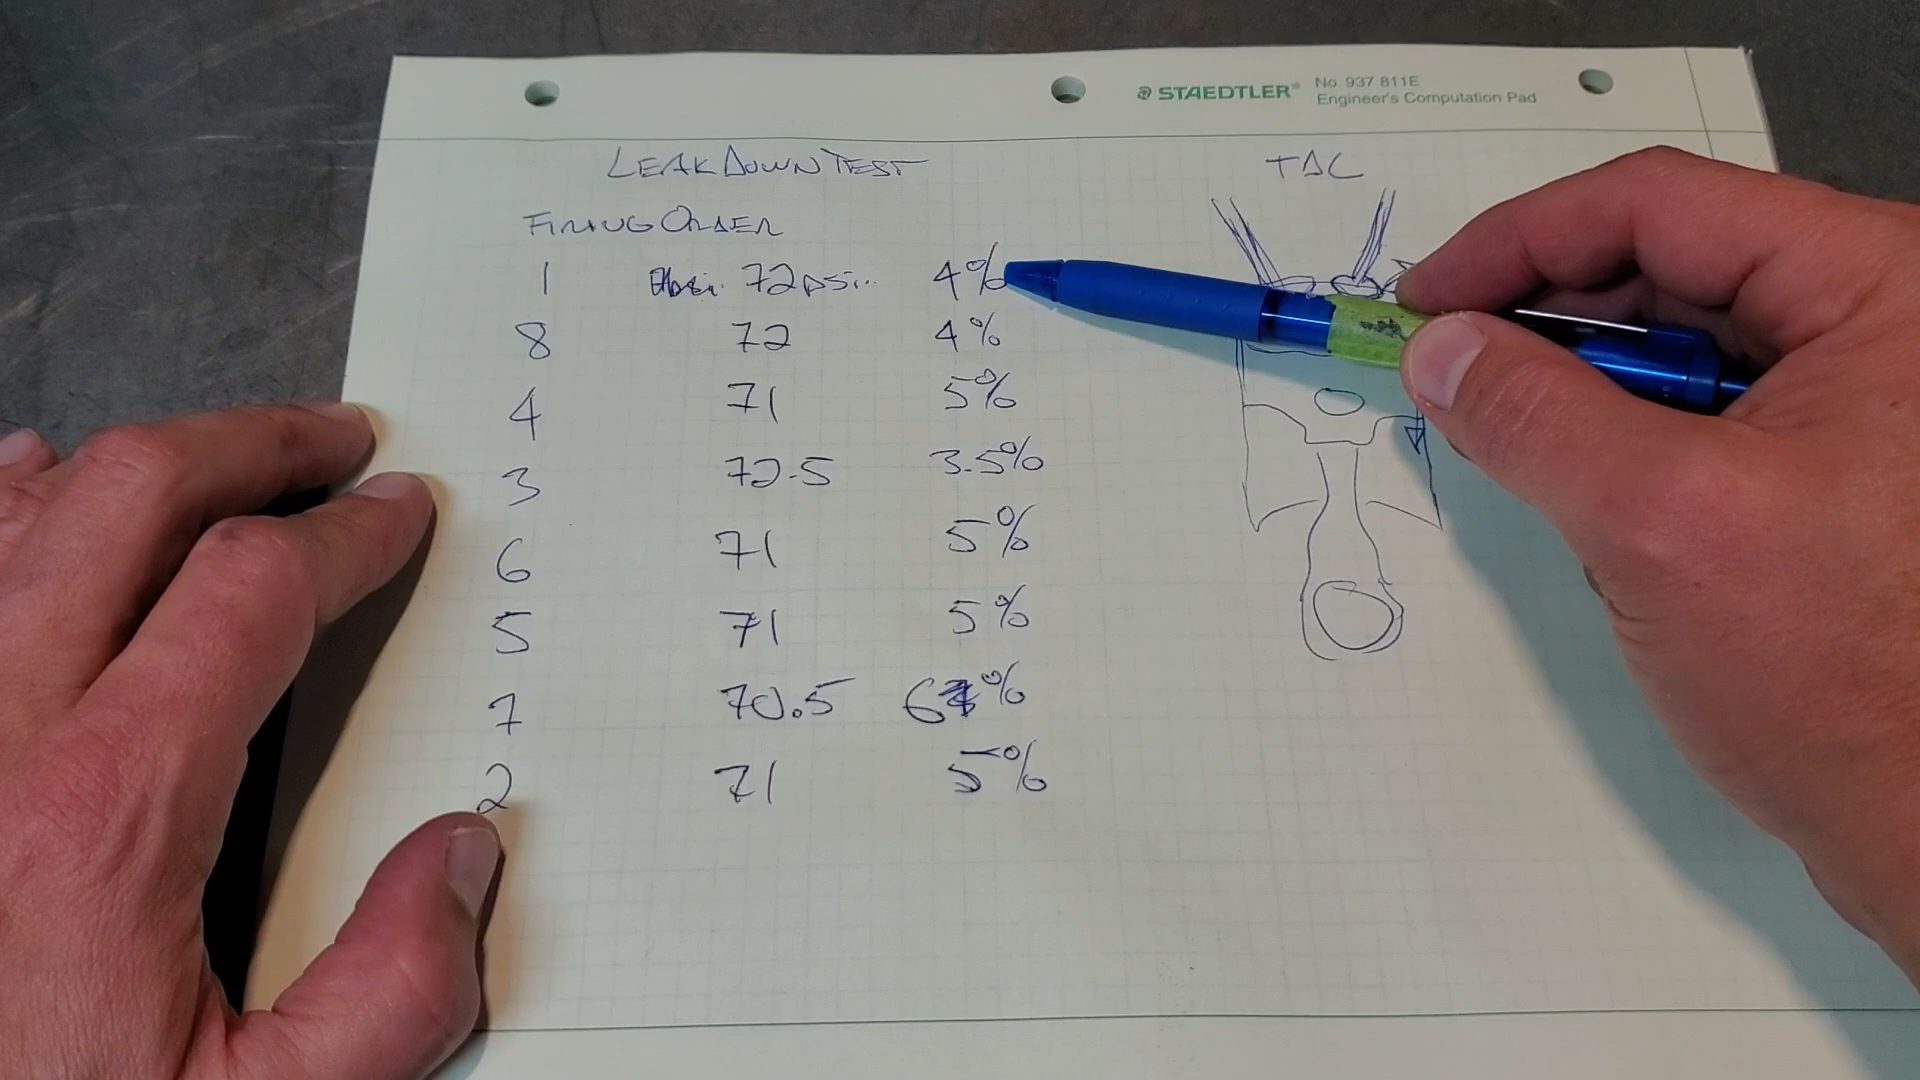 STAEDTLER® No. 937 811E
Engineer's Computation Pad
LEAKDOWN TEST
TDC
FIRING ORDER
1 72psi 4%
8 72 4%
4 71 5%
3 72.5 3.5%
6 71 5%
5 71 5%
7 70.5 6%
2 71 5%